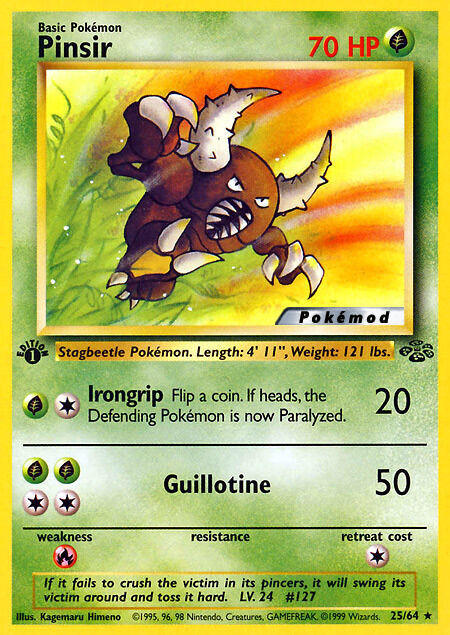 Basic Pokémon
Pinsir
70 HP
Pokémod
EDITION
1
Stagbeetle Pokémon. Length: 4' 11", Weight: 121 lbs.
Irongrip Flip a coin. If heads, the
Defending Pokémon is now Paralyzed.
20
Guillotine
50
weakness
resistance
retreat cost
If it fails to crush the victim in its pincers, it will swing its
victim around and toss it hard. LV. 24 #127
Illus. Kagemaru Himeno
©1995, 96, 98 Nintendo, Creatures, GAMEFREAK. ©1999 Wizards.
25/64 ★